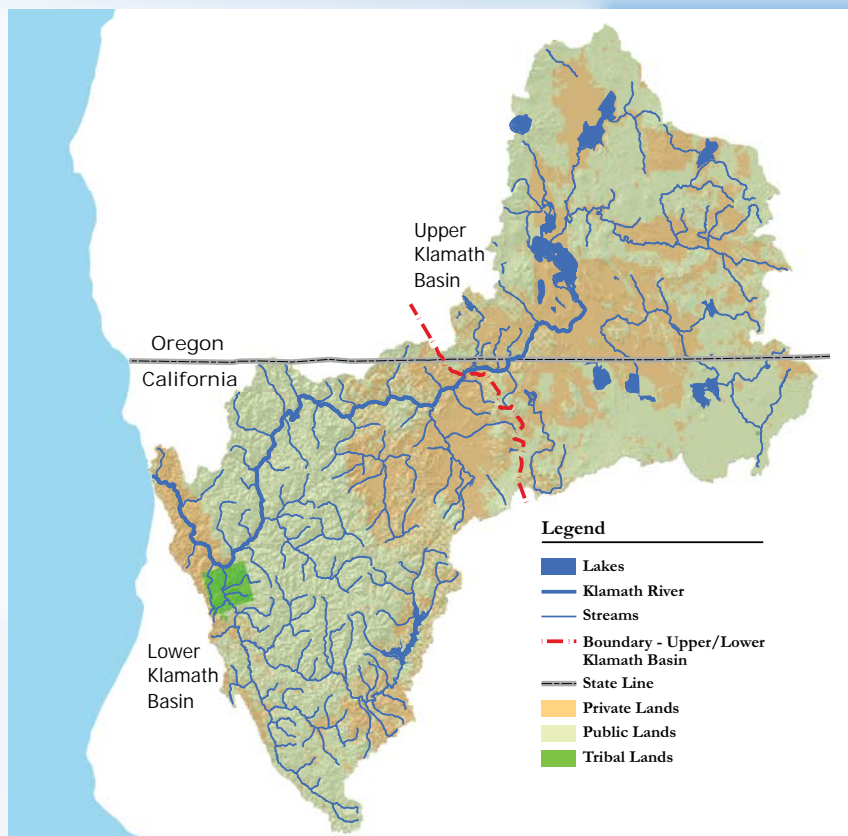 Upper
Klamath
Basin
Oregon
California
Lower
Klamath
Basin
Legend
Lakes
Klamath River
Streams
Boundary - Upper/Lower
Klamath Basin
State Line
Private Lands
Public Lands
Tribal Lands